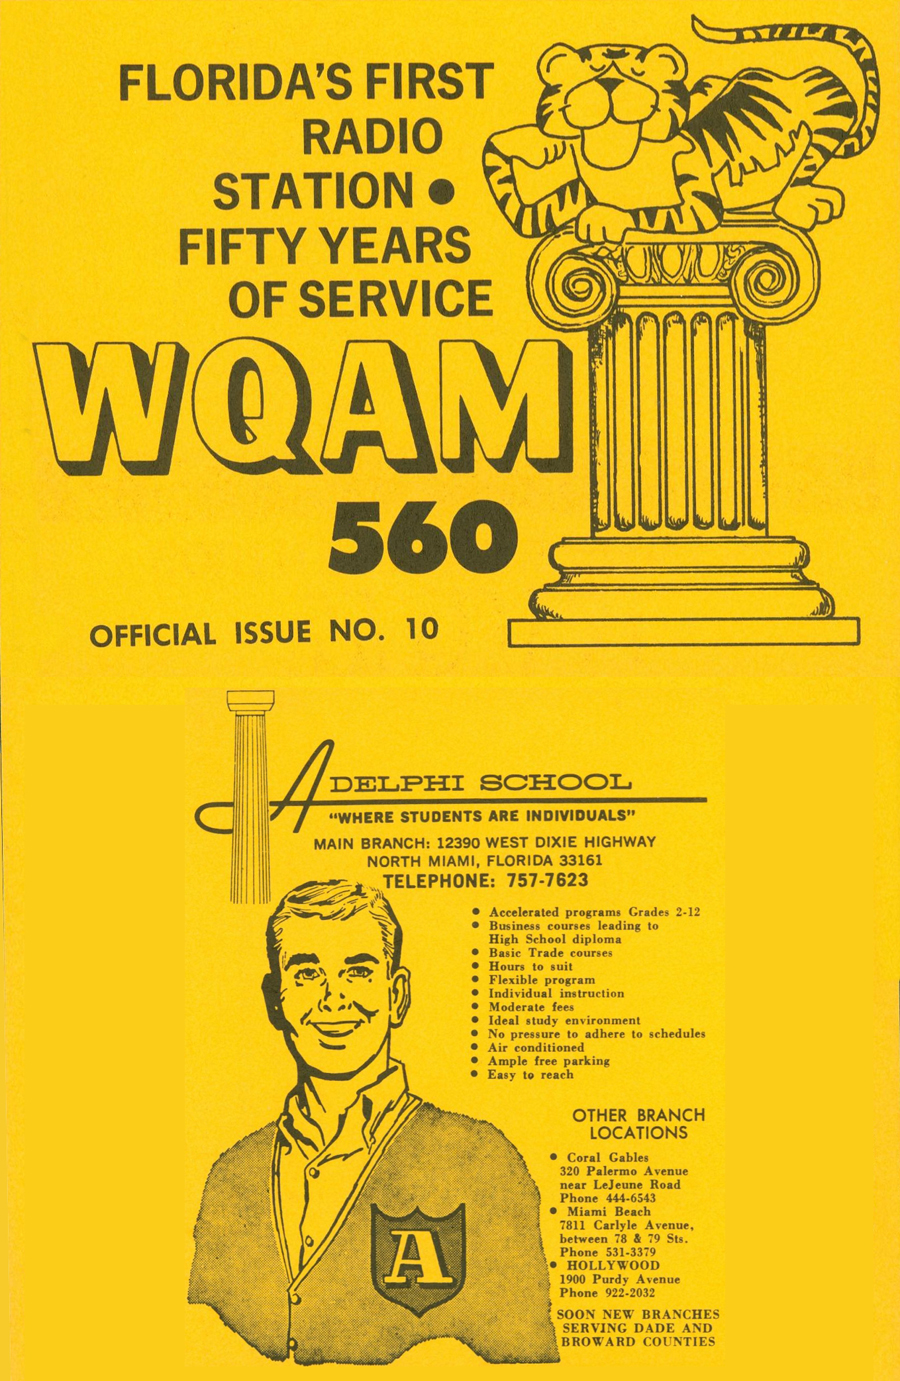 FLORIDA'S FIRST
RADIO
STATION ●
FIFTY YEARS
OF SERVICE
WQAM
560
OFFICIAL ISSUE NO. 10
ADELPHI SCHOOL
"WHERE STUDENTS ARE INDIVIDUALS"
MAIN BRANCH: 12390 WEST DIXIE HIGHWAY
NORTH MIAMI, FLORIDA 33161
TELEPHONE: 757-7623
● Accelerated programs Grades 2-12
● Business courses leading to
High School diploma
● Basic Trade courses
● Hours to suit
● Flexible program
● Individual instruction
● Moderate fees
● Ideal study environment
● No pressure to adhere to schedules
● Air conditioned
● Ample free parking
● Easy to reach
OTHER BRANCH
LOCATIONS
● Coral Gables
320 Palermo Avenue
near LeJeune Road
Phone 444-6543
● Miami Beach
7811 Carlyle Avenue,
between 78 & 79 Sts.
Phone 531-3379
● HOLLYWOOD
1900 Purdy Avenue
Phone 922-2032
SOON NEW BRANCHES
SERVING DADE AND
BROWARD COUNTIES
A